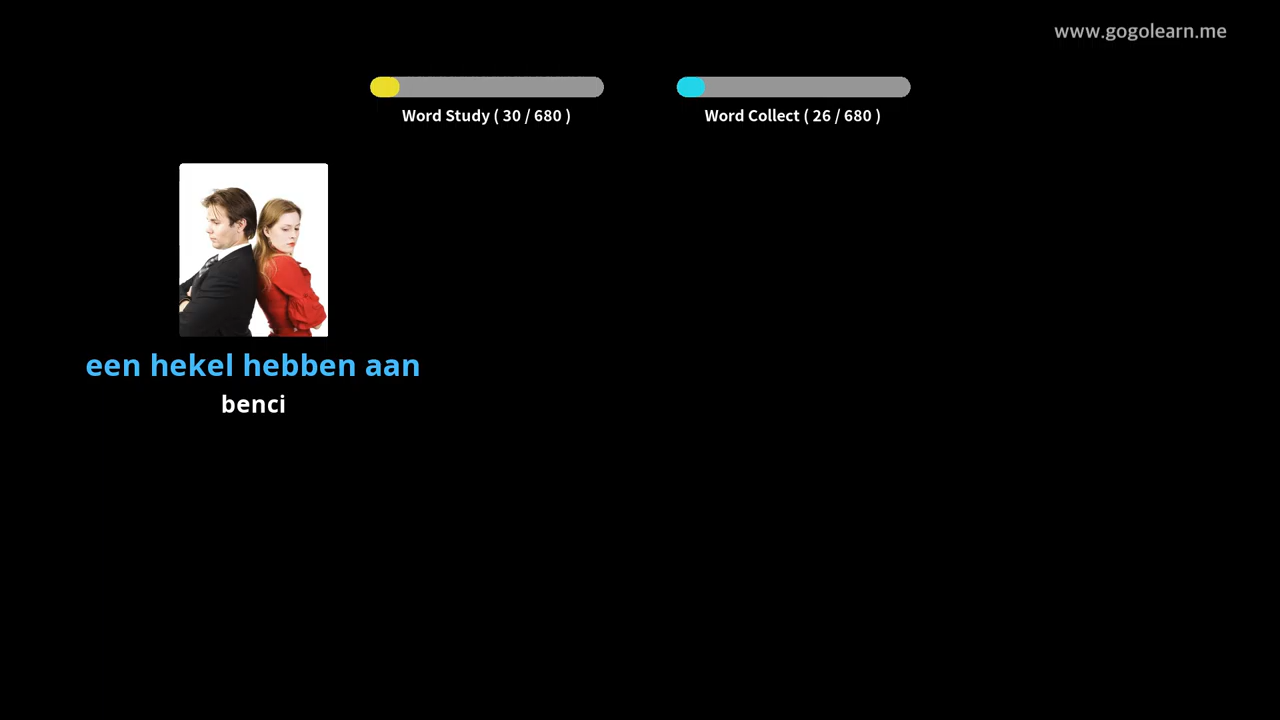 www.gogolearn.me
Word Study ( 30 / 680 )
Word Collect ( 26 / 680 )
een hekel hebben aan
benci